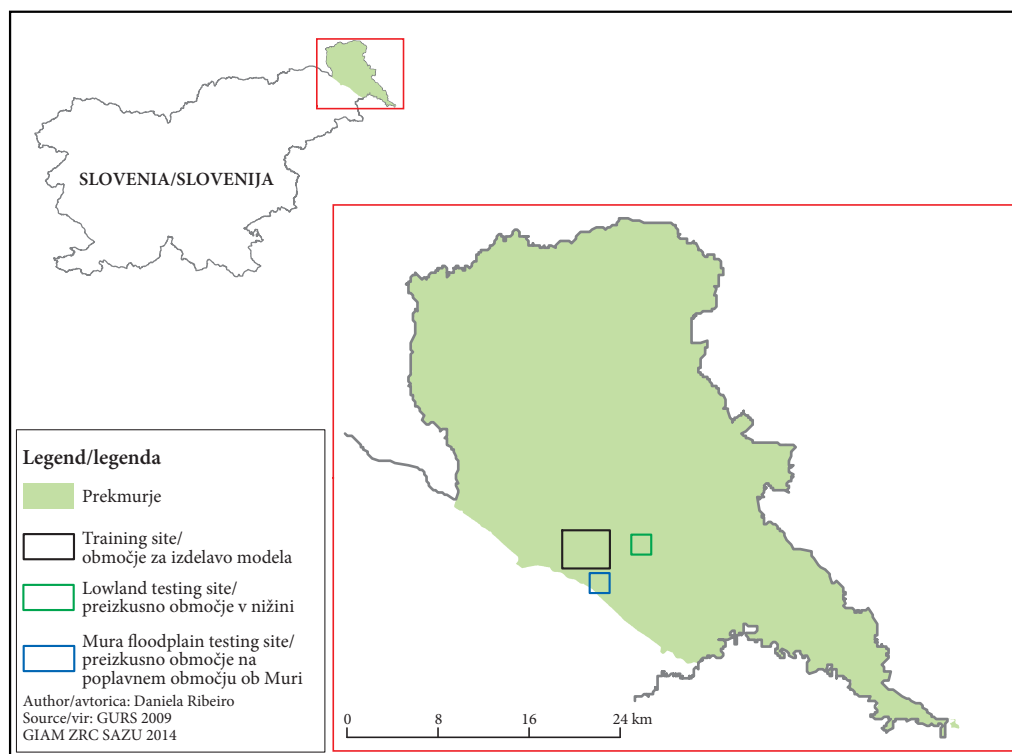 SLOVENIA/SLOVENIJA
Legend/legenda
Prekmurje
Training site/
območje za izdelavo modela
Lowland testing site/
preizkusno območje v nižini
Mura floodplain testing site/
preizkusno območje na
poplavnem območju ob Muri
Author/avtorica: Daniela Ribeiro
Source/vir: GURS 2009
GIAM ZRC SAZU 2014
0 8 16 24 km